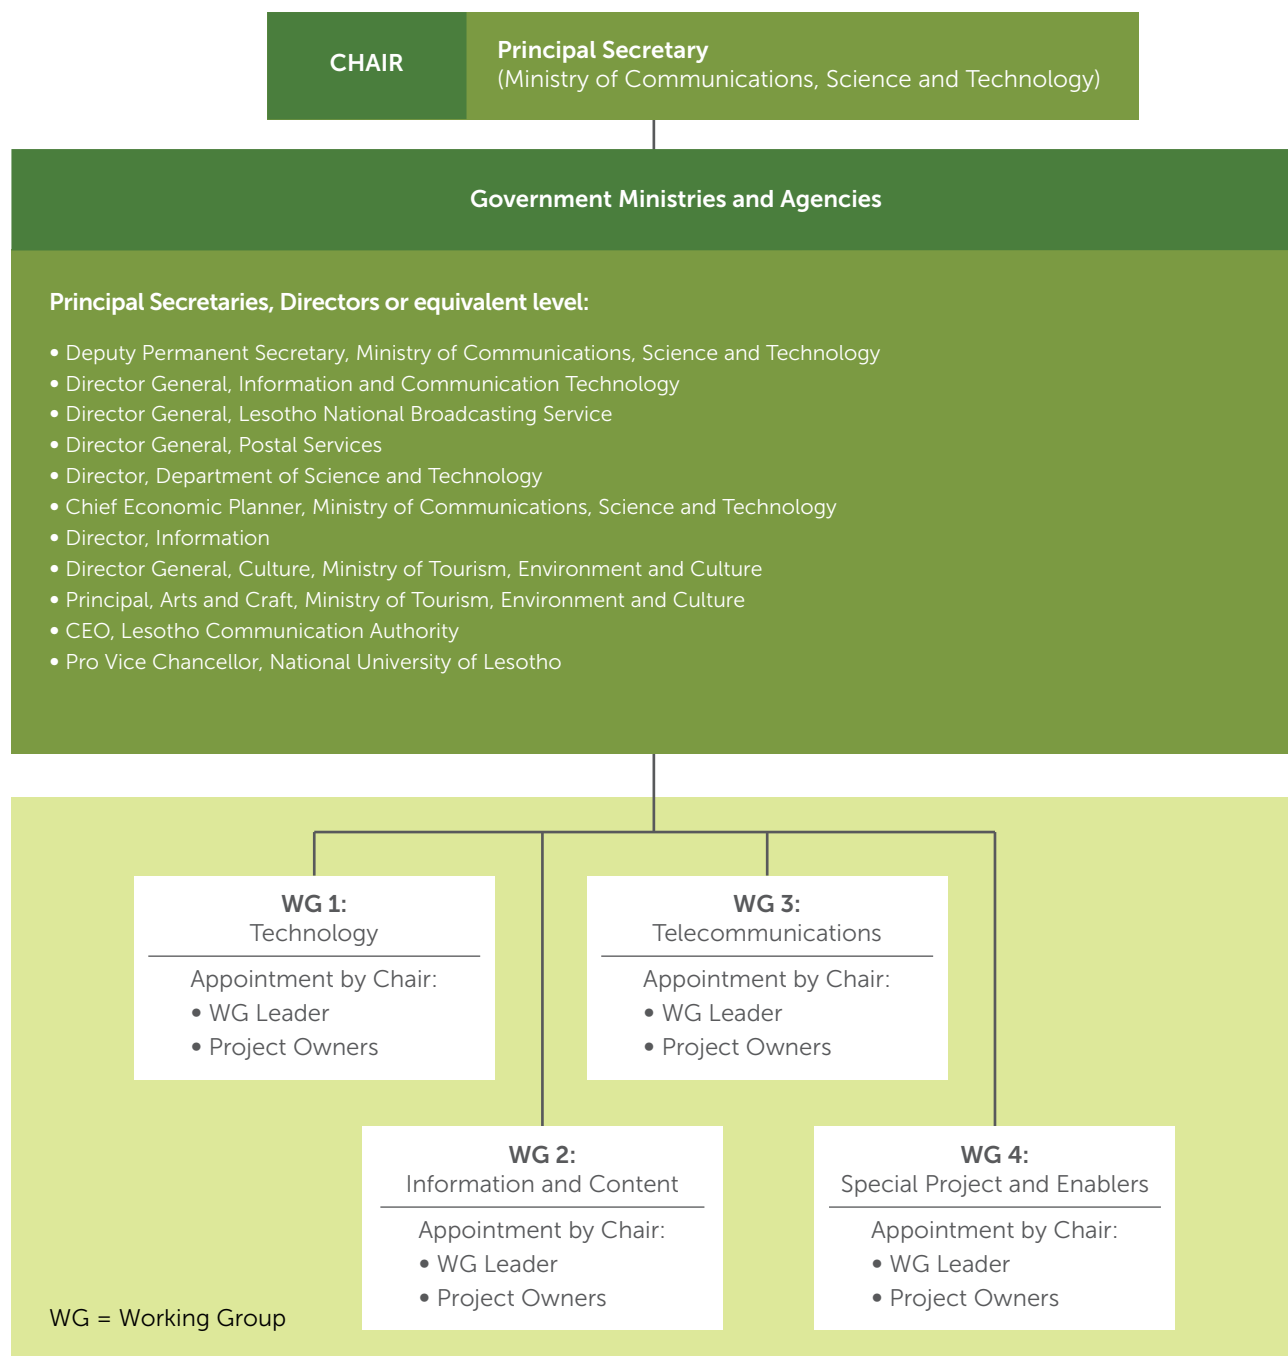 CHAIR
Principal Secretary
(Ministry of Communications, Science and Technology)
Government Ministries and Agencies
Principal Secretaries, Directors or equivalent level:
• Deputy Permanent Secretary, Ministry of Communications, Science and Technology
• Director General, Information and Communication Technology
• Director General, Lesotho National Broadcasting Service
• Director General, Postal Services
• Director, Department of Science and Technology
• Chief Economic Planner, Ministry of Communications, Science and Technology
• Director, Information
• Director General, Culture, Ministry of Tourism, Environment and Culture
• Principal, Arts and Craft, Ministry of Tourism, Environment and Culture
• CEO, Lesotho Communication Authority
• Pro Vice Chancellor, National University of Lesotho
WG 1:
Technology
Appointment by Chair:
• WG Leader
• Project Owners
WG 3:
Telecommunications
Appointment by Chair:
• WG Leader
• Project Owners
WG 2:
Information and Content
Appointment by Chair:
• WG Leader
• Project Owners
WG 4:
Special Project and Enablers
Appointment by Chair:
• WG Leader
• Project Owners
WG = Working Group